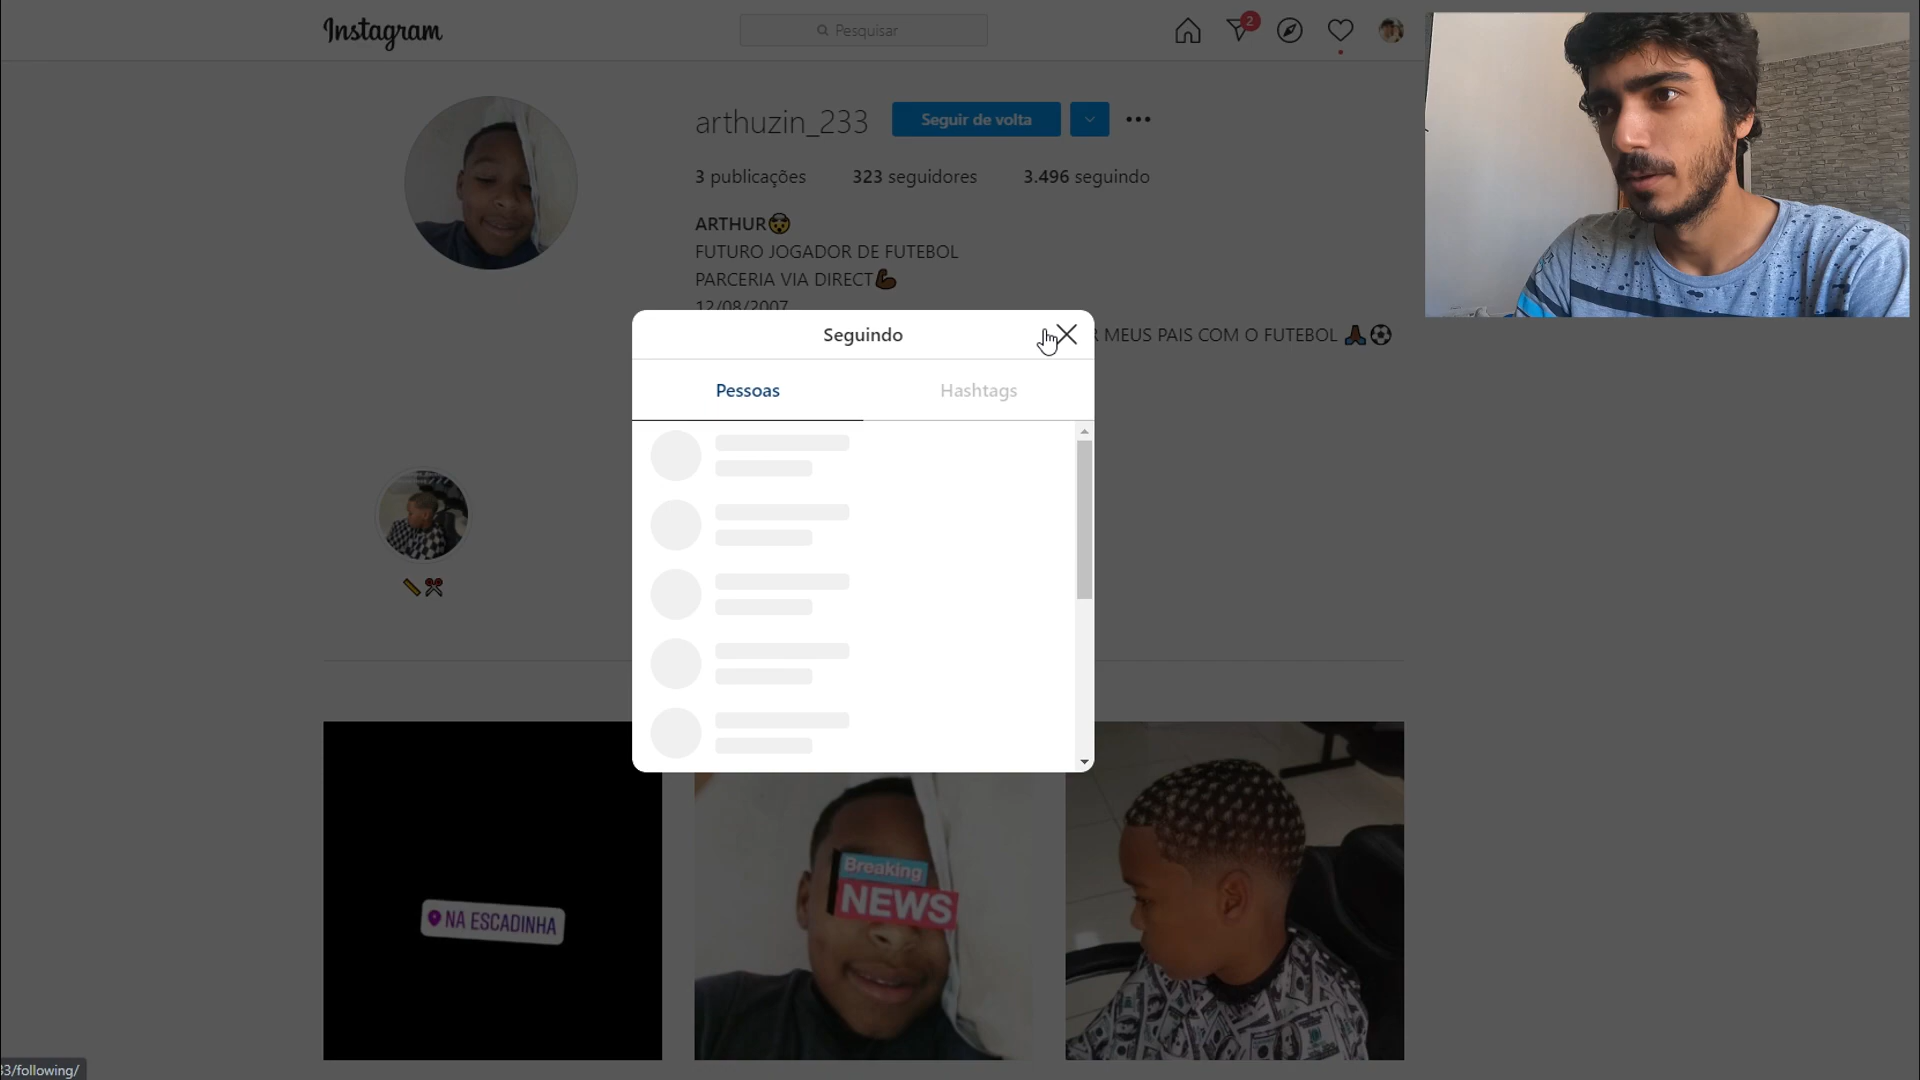 Instagram
Pesquisar
2
arthuzin_233
Seguir de volta
3 publicações
323 seguidores
3.496 seguindo
ARTHUR🤯
FUTURO JOGADOR DE FUTEBOL
PARCERIA VIA DIRECT💪🏿
12/08/2007
R MEUS PAIS COM O FUTEBOL 🙏🏾⚽
Seguindo
Pessoas
Hashtags
📏✂
NA ESCADINHA
Breaking
NEWS
33/following/